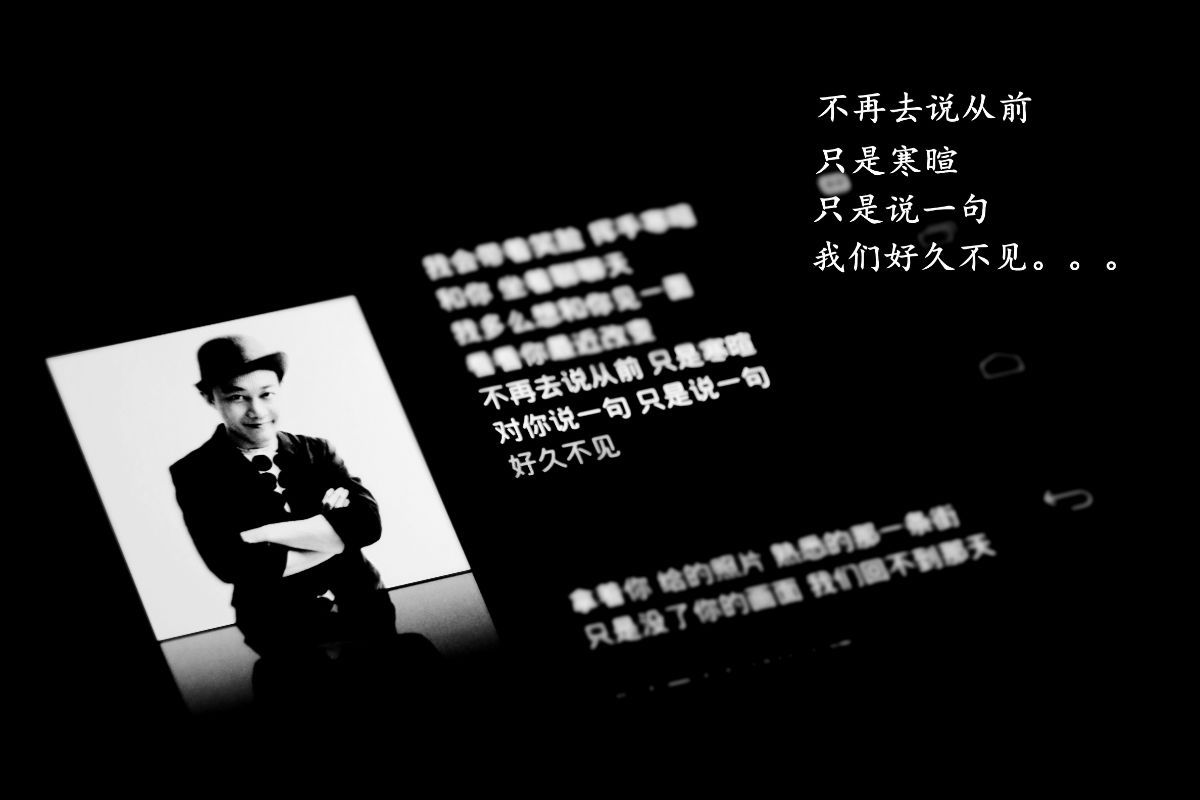 不再去说从前
只是寒暄
只是说一句
我们好久不见。。。
我会带着笑脸 挥手寒暄
和你 坐着聊聊天
我多么想和你见一面
看看你最近改变
不再去说从前 只是寒暄
对你说一句 只是说一句
好久不见
拿着你 给的照片 熟悉的那一条街
只是没了你的画面 我们回不到那天